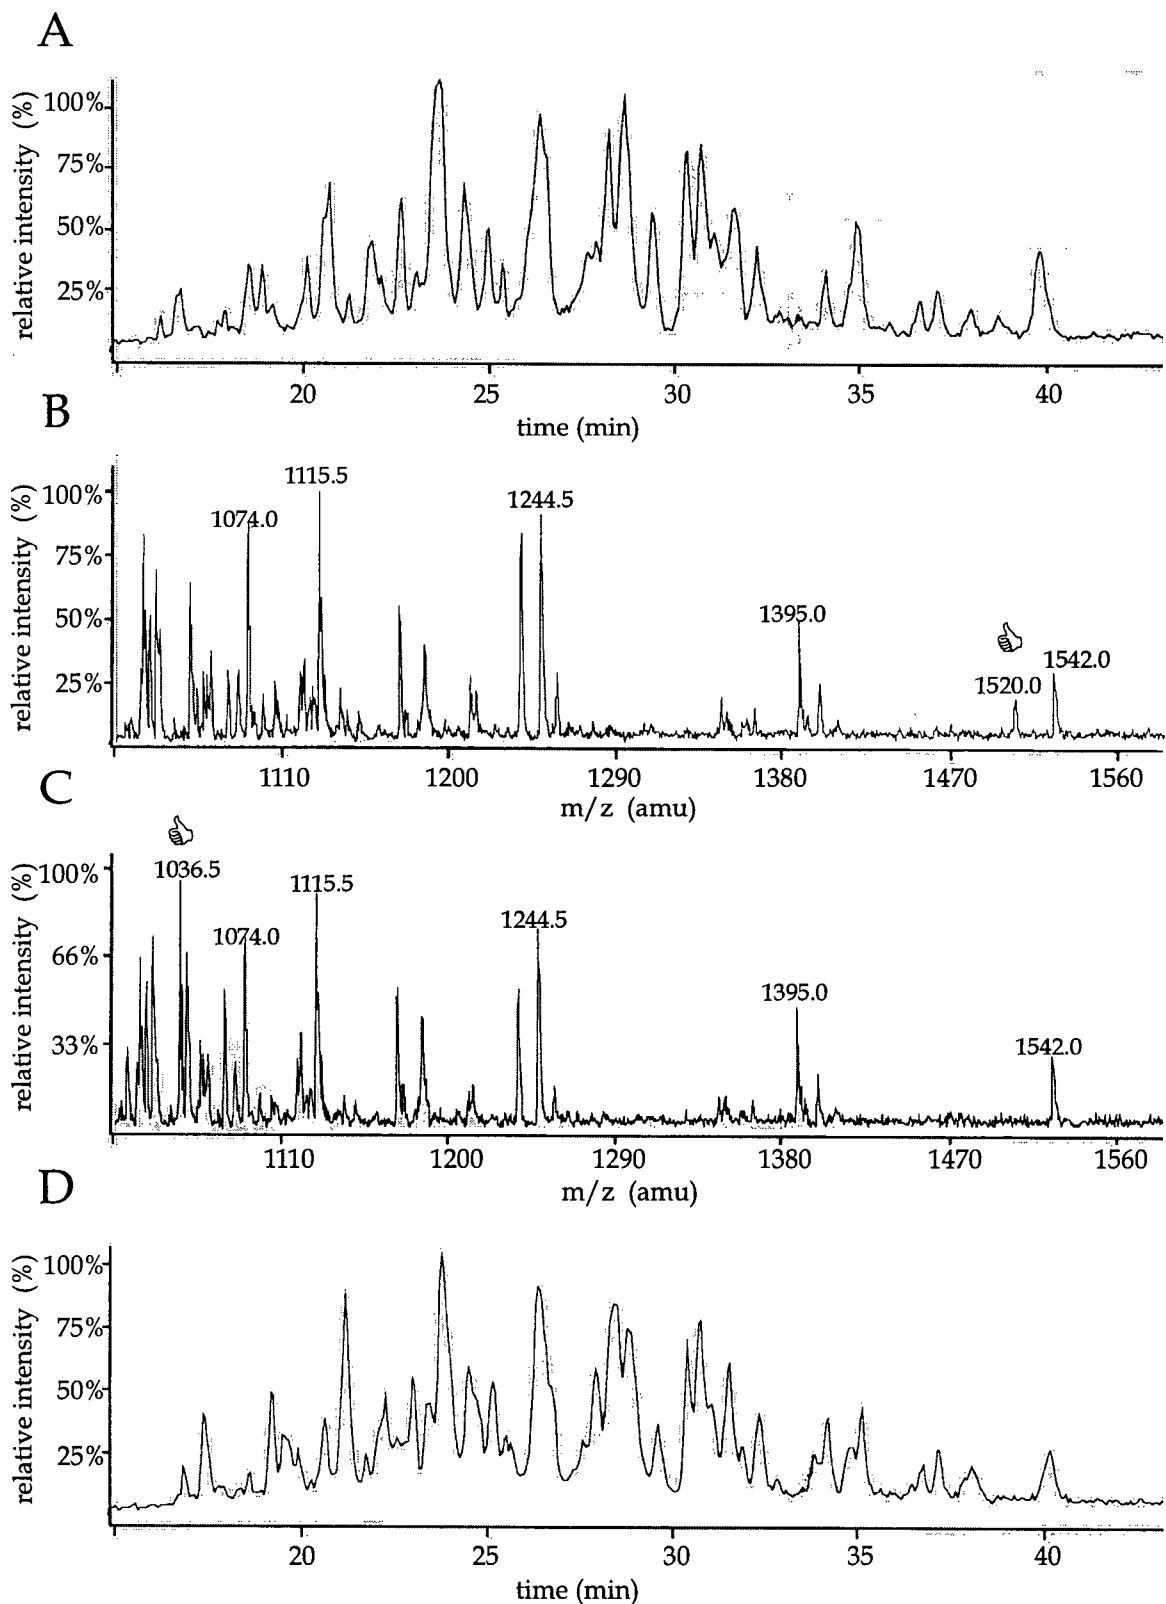 A
relative intensity (%)
100%
75%
50%
25%
20 25 30 35 40
time (min)
B
relative intensity (%)
100%
75%
50%
25%
1074.0
1115.5
1244.5
1395.0
1520.0
1542.0
1110 1200 1290 1380 1470 1560
m/z (amu)
C
relative intensity (%)
100%
66%
33%
1036.5
1074.0
1115.5
1244.5
1395.0
1542.0
1110 1200 1290 1380 1470 1560
m/z (amu)
D
relative intensity (%)
100%
75%
50%
25%
20 25 30 35 40
time (min)